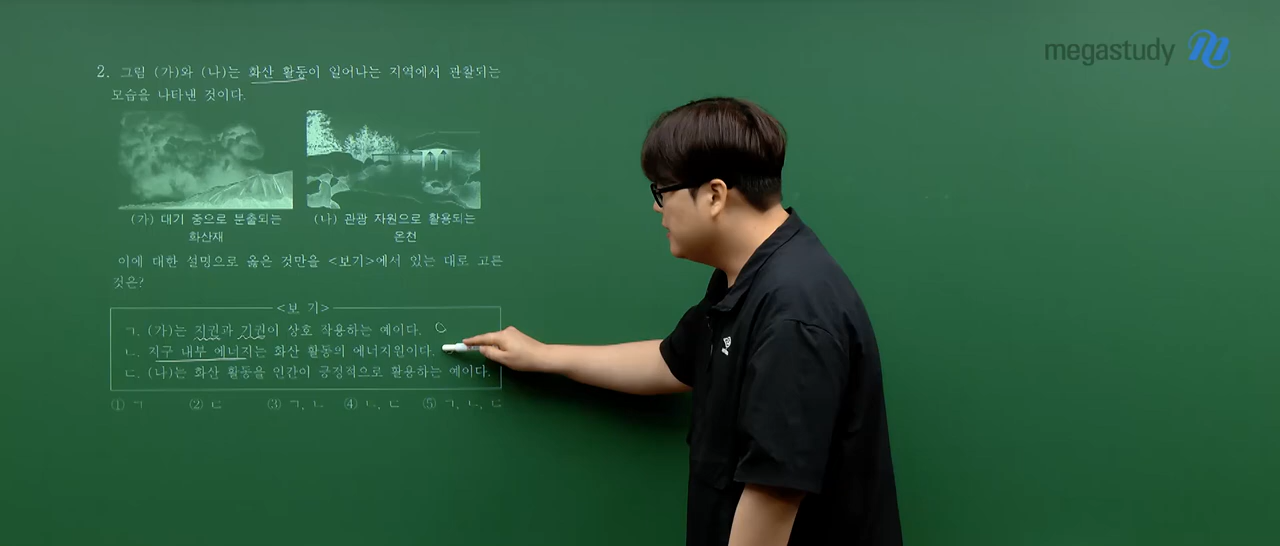 megastudy
2. 그림 (가)와 (나)는 화산 활동이 일어나는 지역에서 관찰되는
모습을 나타낸 것이다.
(가) 대기 중으로 분출되는
화산재
(나) 관광 자원으로 활용되는
온천
이에 대한 설명으로 옳은 것만을 <보기>에서 있는 대로 고른
것은?
<보 기>
ㄱ. (가)는 지권과 기권이 상호 작용하는 예이다. ○
ㄴ. 지구 내부 에너지는 화산 활동의 에너지원이다.
ㄷ. (나)는 화산 활동을 인간이 긍정적으로 활용하는 예이다.
① ㄱ ② ㄷ ③ ㄱ, ㄴ ④ ㄴ, ㄷ ⑤ ㄱ, ㄴ, ㄷ